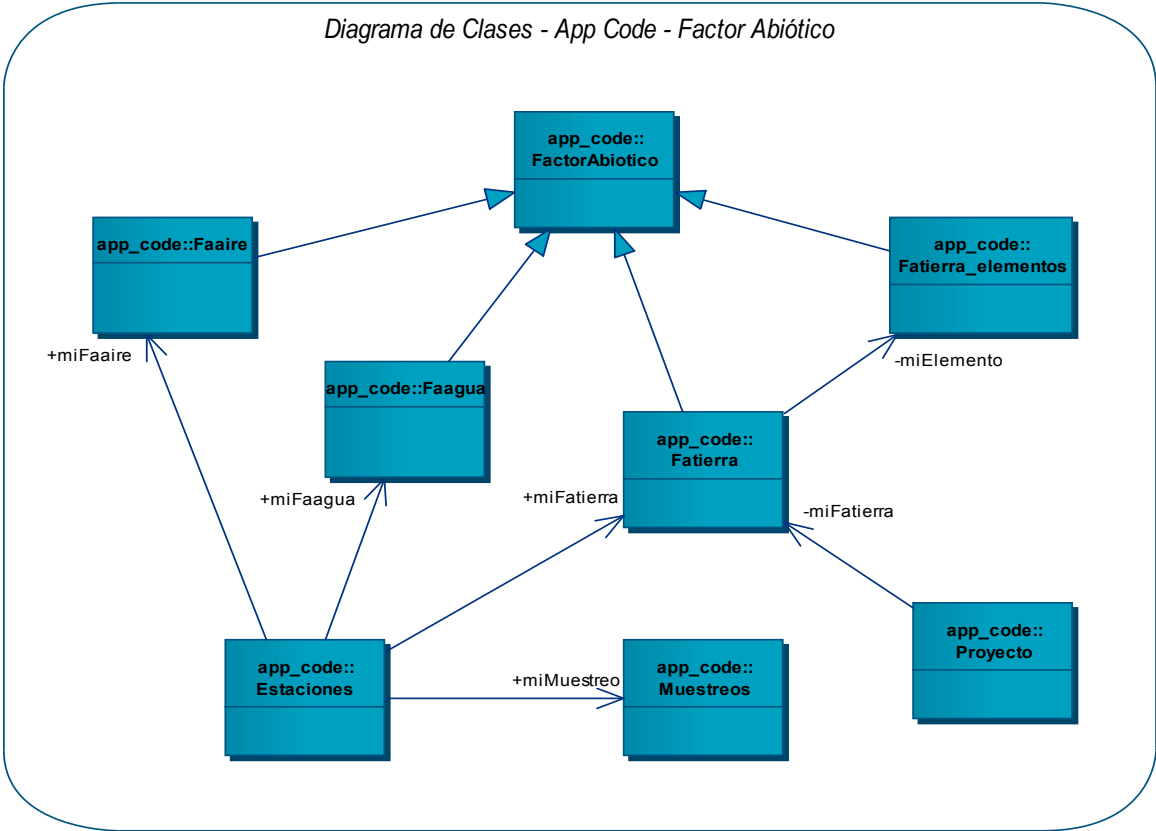 Diagrama de Clases - App Code - Factor Abiótico
app_code::
FactorAbiotico
app_code::Faaire
app_code::
Fatierra_elementos
+miFaaire
-miElemento
app_code::Faagua
app_code::
Fatierra
+miFaagua
+miFatierra
-miFatierra
app_code::
Proyecto
app_code::
Estaciones
+miMuestreo
app_code::
Muestreos